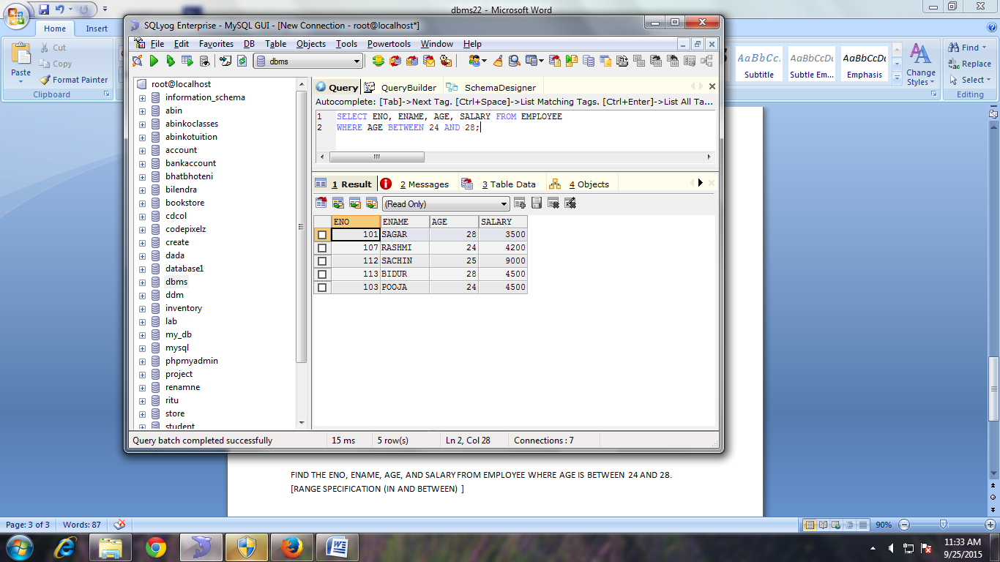 dbms22 - Microsoft Word
Home
Insert
Cut
Copy
Format Painter
Paste
Clipboard
AaBbCc.
AaBbCcDc
AaBbCcDc
Subtitle
Subtle Em...
Emphasis
Change
Styles
Find
Replace
Select
Editing
SQLyog Enterprise - MySQL GUI - [New Connection - root@localhost*]
File Edit Favorites DB Table Objects Tools Powertools Window Help
dbms
root@localhost
information_schema
abin
abinkoclasses
abinkotuition
account
bankaccount
bhatbhoteni
bilendra
bookstore
cdcol
codepixelz
create
dada
database1
dbms
ddm
inventory
lab
my_db
mysql
phpmyadmin
project
renamne
ritu
store
student
Query QueryBuilder SchemaDesigner
Autocomplete: [Tab]->Next Tag. [Ctrl+Space]->List Matching Tags. [Ctrl+Enter]->List All Ta...
1 SELECT ENO, ENAME, AGE, SALARY FROM EMPLOYEE
2 WHERE AGE BETWEEN 24 AND 28;
1 Result 2 Messages 3 Table Data 4 Objects
(Read Only)
ENO ENAME AGE SALARY
101 SAGAR 28 3500
107 RASHMI 24 4200
112 SACHIN 25 9000
113 BIDUR 28 4500
103 POOJA 24 4500
Query batch completed successfully 15 ms 5 row(s) Ln 2, Col 28 Connections : 7
FIND THE ENO, ENAME, AGE, AND SALARY FROM EMPLOYEE WHERE AGE IS BETWEEN 24 AND 28.
[RANGE SPECIFICATION (IN AND BETWEEN) ]
Page: 3 of 3 Words: 87 90%
11:33 AM
9/25/2015